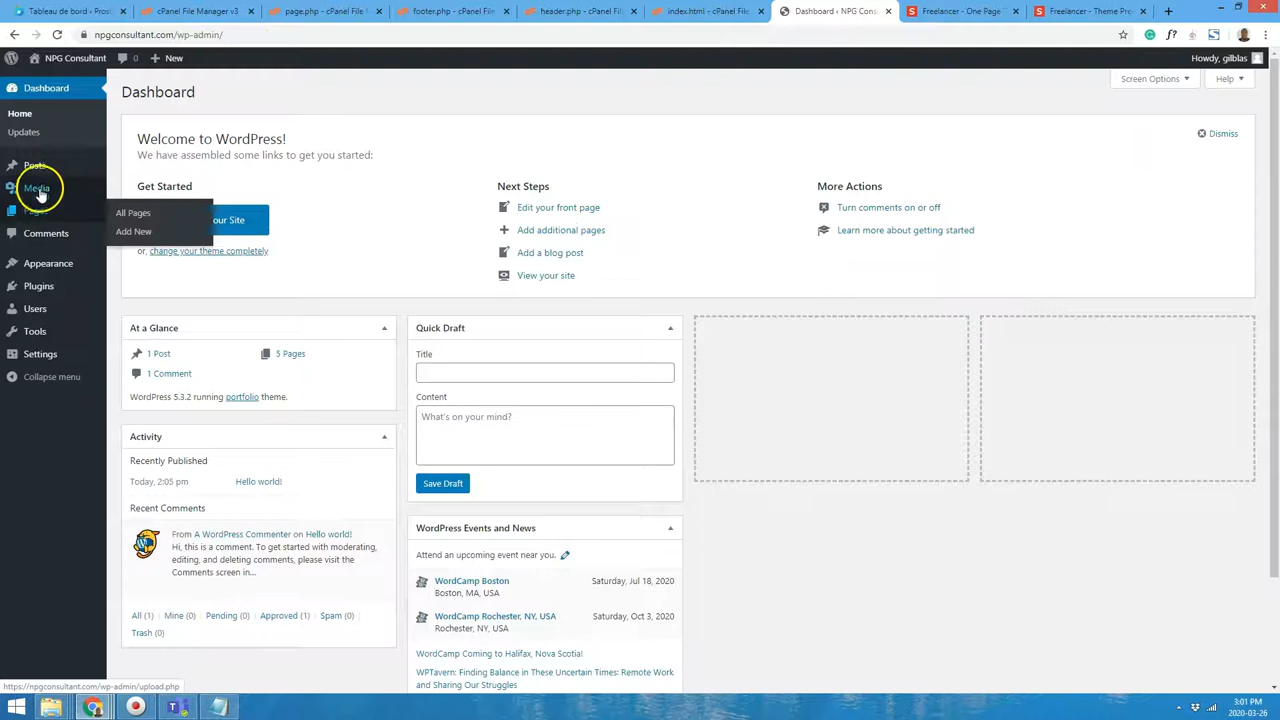 Tableau de bord
cPanel File Manager v3
page.php - cPanel File
footer.php - cPanel Fil
header.php - cPanel Fil
index.html - cPanel Fil
Dashboard ‹ NPG Con
Freelancer - One Page
Freelancer - Theme Pre
npgconsultant.com/wp-admin/
NPG Consultant
0
New
Howdy, gilblas
Dashboard
Home
Updates
Posts
Media
Pages
All Pages
Add New
Comments
Appearance
Plugins
Users
Tools
Settings
Collapse menu
Dashboard
Screen Options
Help
Welcome to WordPress!
We have assembled some links to get you started:
Dismiss
Get Started
our Site
or, change your theme completely
Next Steps
Edit your front page
Add additional pages
Add a blog post
View your site
More Actions
Turn comments on or off
Learn more about getting started
At a Glance
1 Post
5 Pages
1 Comment
WordPress 5.3.2 running portfolio theme.
Activity
Recently Published
Today, 2:05 pm
Hello world!
Recent Comments
From A WordPress Commenter on Hello world!
Hi, this is a comment. To get started with moderating,
editing, and deleting comments, please visit the
Comments screen in...
All (1) | Mine (0) | Pending (0) | Approved (1) | Spam (0) |
Trash (0)
Quick Draft
Title
Content
What's on your mind?
Save Draft
WordPress Events and News
Attend an upcoming event near you.
WordCamp Boston
Saturday, Jul 18, 2020
Boston, MA, USA
WordCamp Rochester, NY, USA
Saturday, Oct 3, 2020
Rochester, NY, USA
WordCamp Coming to Halifax, Nova Scotia!
WPTavern: Finding Balance in These Uncertain Times: Remote Work
and Sharing Our Struggles
https://npgconsultant.com/wp-admin/upload.php
3:01 PM
2020-03-26